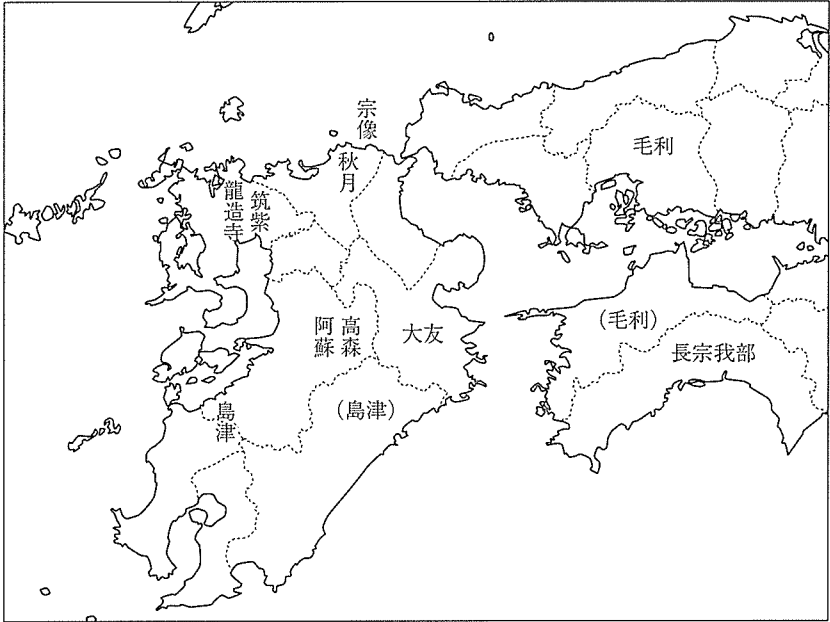 宗像
秋月
毛利
筑紫
龍造寺
高森
阿蘇
大友
(毛利)
長宗我部
島津
(島津)